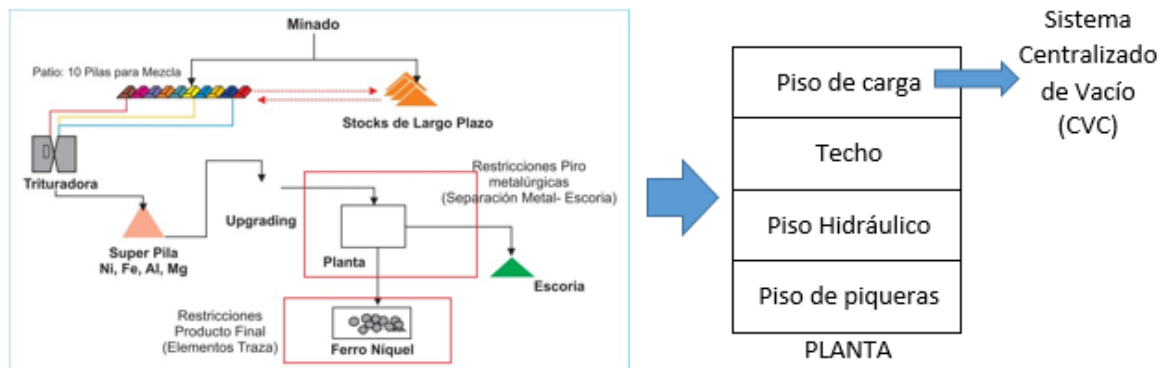 Minado
Patio: 10 Pilas para Mezcla
Stocks de Largo Plazo
Trituradora
Restricciones Piro
metalúrgicas
(Separación Metal- Escoria)
Upgrading
Super Pila
Ni, Fe, Al, Mg
Planta
Escoria
Restricciones
Producto Final
(Elementos Traza)
Ferro Níquel
Piso de carga
Techo
Piso Hidráulico
Piso de piqueras
PLANTA
Sistema
Centralizado
de Vacío
(CVC)